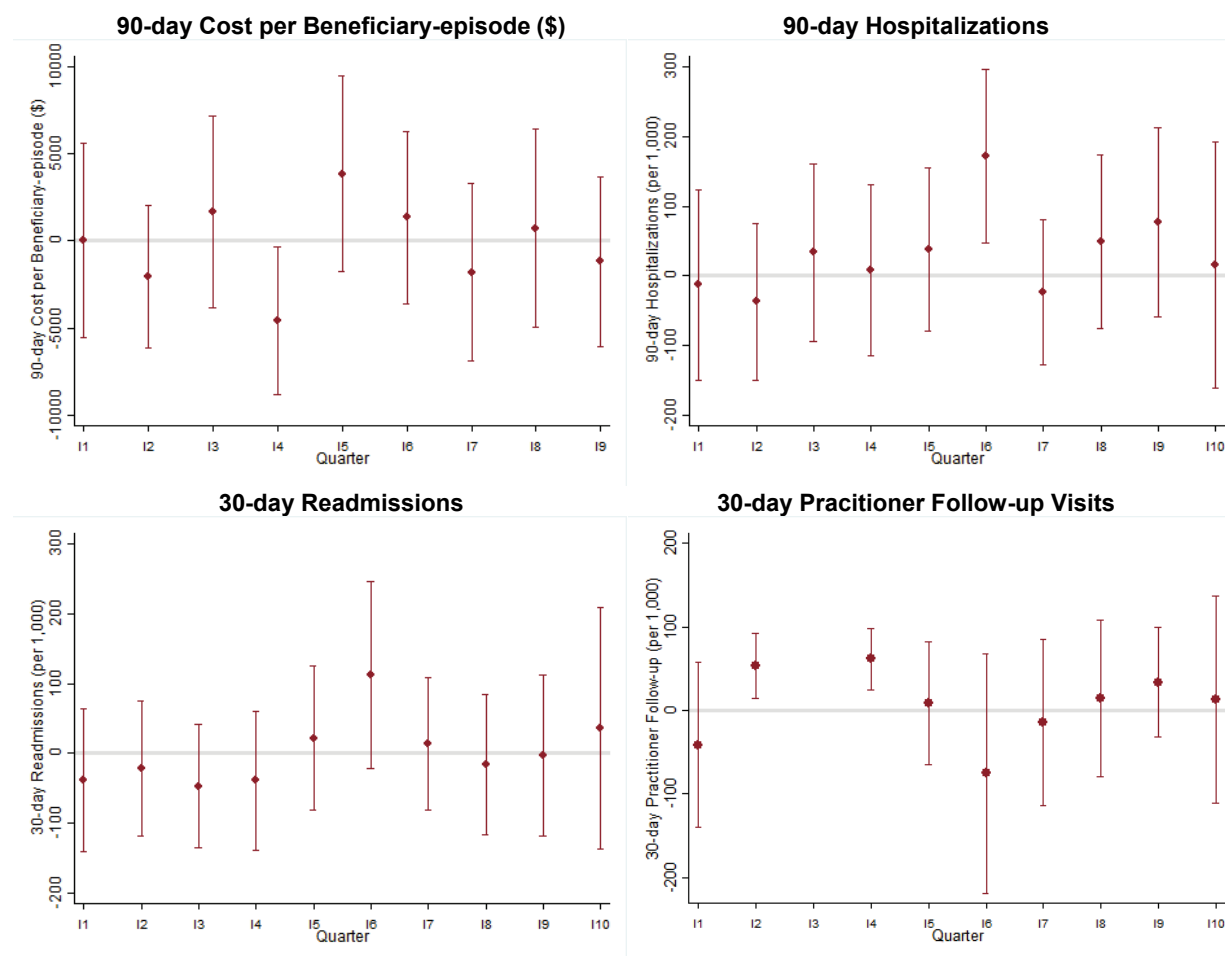 90-day Cost per Beneficiary-episode ($)
90-day Cost per Beneficiary-episode ($)
10000
5000
0
-5000
-10000
I1 I2 I3 I4 I5 I6 I7 I8 I9
Quarter
90-day Hospitalizations
90-day Hospitalizations (per 1,000)
300
200
100
0
-100
-200
I1 I2 I3 I4 I5 I6 I7 I8 I9 I10
Quarter
30-day Readmissions
30-day Readmissions (per 1,000)
300
200
100
0
-100
-200
I1 I2 I3 I4 I5 I6 I7 I8 I9 I10
Quarter
30-day Pracitioner Follow-up Visits
30-day Practitioner Follow-up (per 1,000)
200
100
0
-100
-200
I1 I2 I3 I4 I5 I6 I7 I8 I9 I10
Quarter